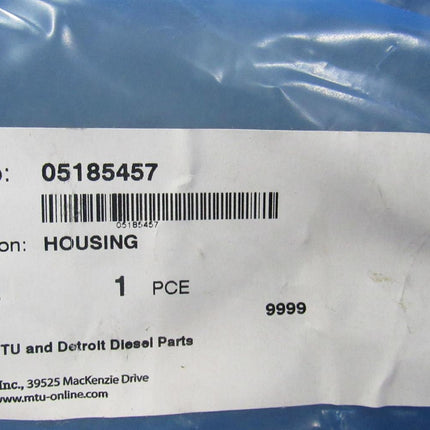 o: 05185457
05185457
on: HOUSING
1 PCE
9999
TU and Detroit Diesel Parts
Inc., 39525 MacKenzie Drive
www.mtu-online.com